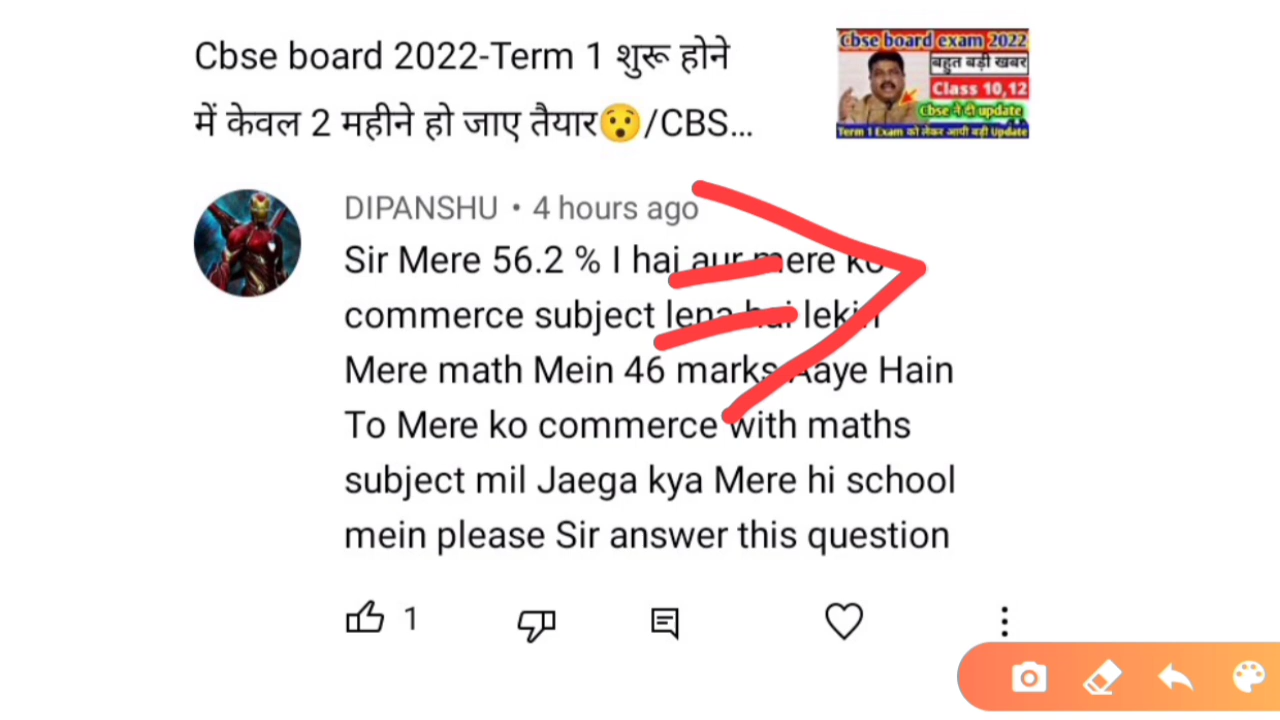 Cbse board 2022-Term 1 शुरू होने
में केवल 2 महीने हो जाए तैयार😯/CBS...
Cbse board exam 2022
बहुत बड़ी खबर
Class 10,12
Cbse ने दी update
Term 1 Exam को लेकर आयी बड़ी Update
DIPANSHU • 4 hours ago
Sir Mere 56.2 % I hai aur mere ko
commerce subject lena hai lekin
Mere math Mein 46 marks Aaye Hain
To Mere ko commerce with maths
subject mil Jaega kya Mere hi school
mein please Sir answer this question
1